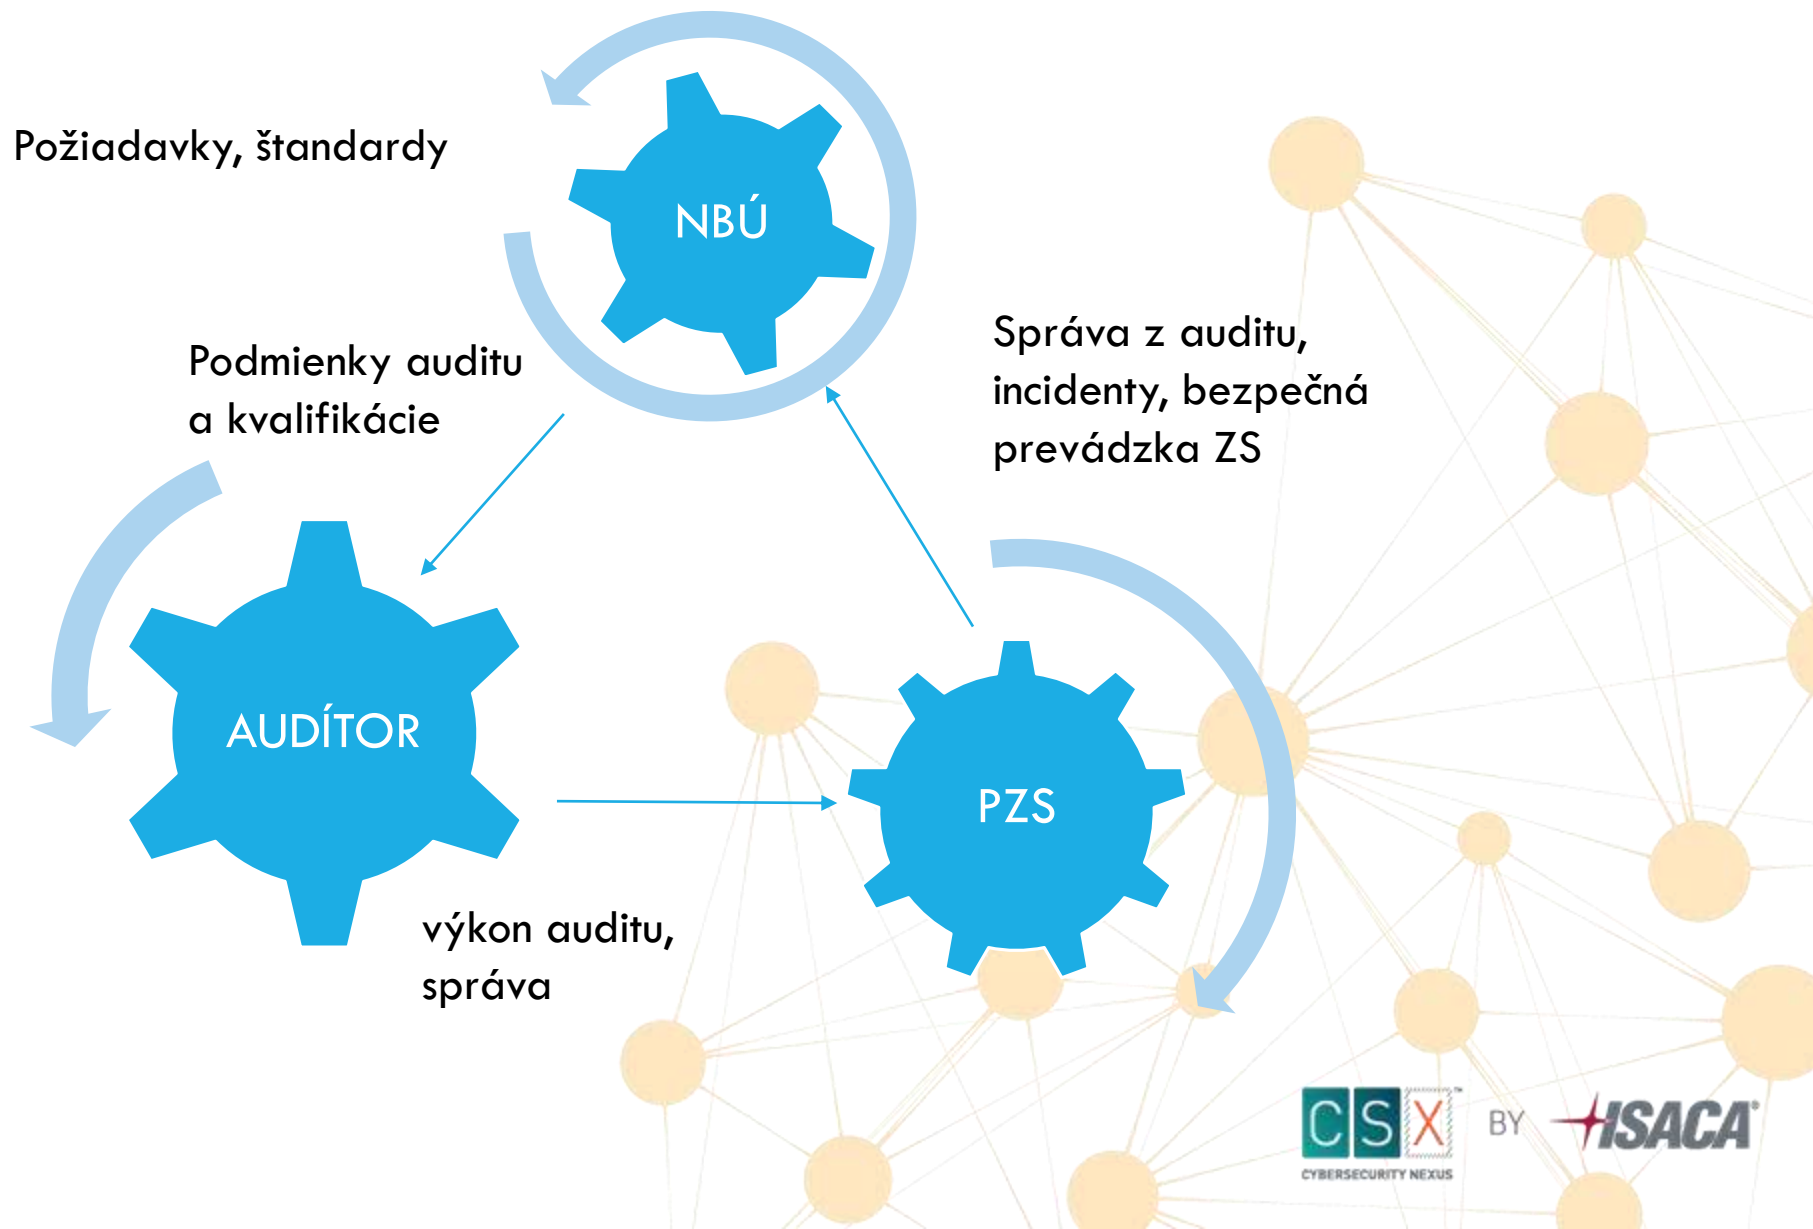 Požiadavky, štandardy
NBÚ
Podmienky auditu
a kvalifikácie
Správa z auditu,
incidenty, bezpečná
prevádzka ZS
AUDÍTOR
PZS
výkon auditu,
správa
CSX™ BY ISACA®
CYBERSECURITY NEXUS